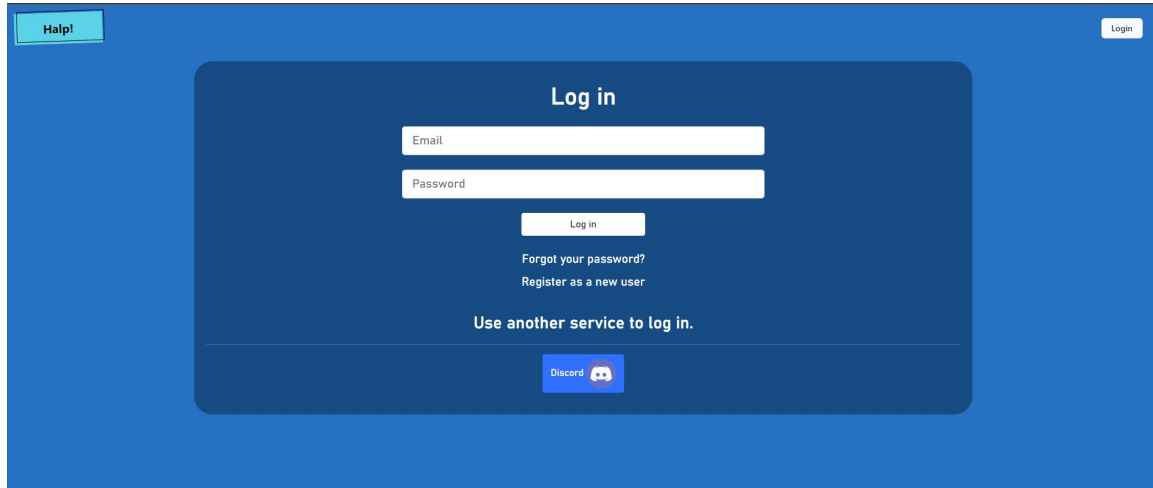 Halp!
Login
Log in
Email
Password
Log in
Forgot your password?
Register as a new user
Use another service to log in.
Discord